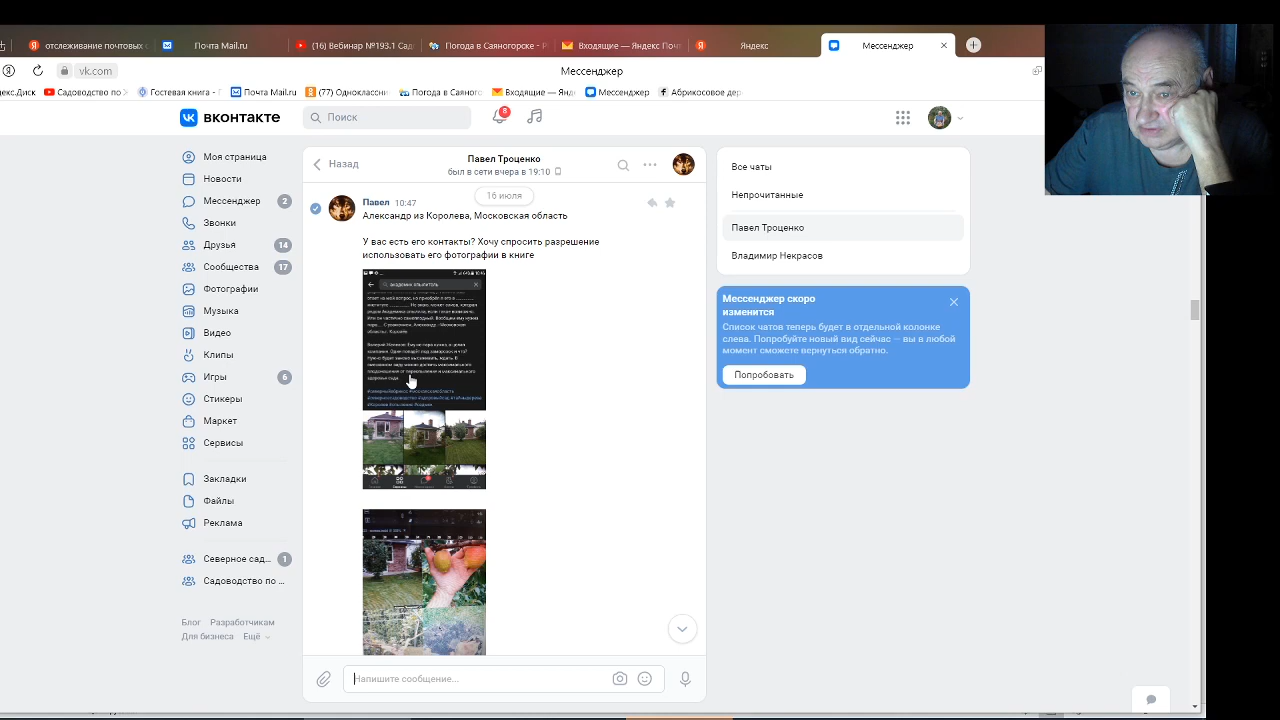 отслеживание почтовых с
Почта Mail.ru
(16) Вебинар №193.1 Сад
Погода в Саяногорске - Р
Входящие — Яндекс Почт
Яндекс
Мессенджер
vk.com
Мессенджер
екс.Диск
Садоводство по Х
Гостевая книга - Г
Почта Mail.ru
(77) Одноклассни
Погода в Саяног
Входящие — Янд
Мессенджер
Абрикосовое дер
вконтакте
Поиск
8
Моя страница
Новости
Мессенджер 2
Звонки
Друзья 14
Сообщества 17
Фотографии
Музыка
Видео
Игры 6
Стикеры
Маркет
Сервисы
Закладки
Файлы
Реклама
Северное сад... 1
Садоводство по ...
Блог Разработчикам
Для бизнеса Ещё
Назад
Павел Троценко
был в сети вчера в 19:10
16 июля
Павел 10:47
Александр из Королева, Московская область
У вас есть его контакты? Хочу спросить разрешение
использовать его фотографии в книге
Напишите сообщение...
Все чаты
Непрочитанные
Павел Троценко
Владимир Некрасов
Мессенджер скоро
изменится
Список чатов теперь будет в отдельной колонке
слева. Попробуйте новый вид сейчас — вы в любой
момент сможете вернуться обратно.
Попробовать